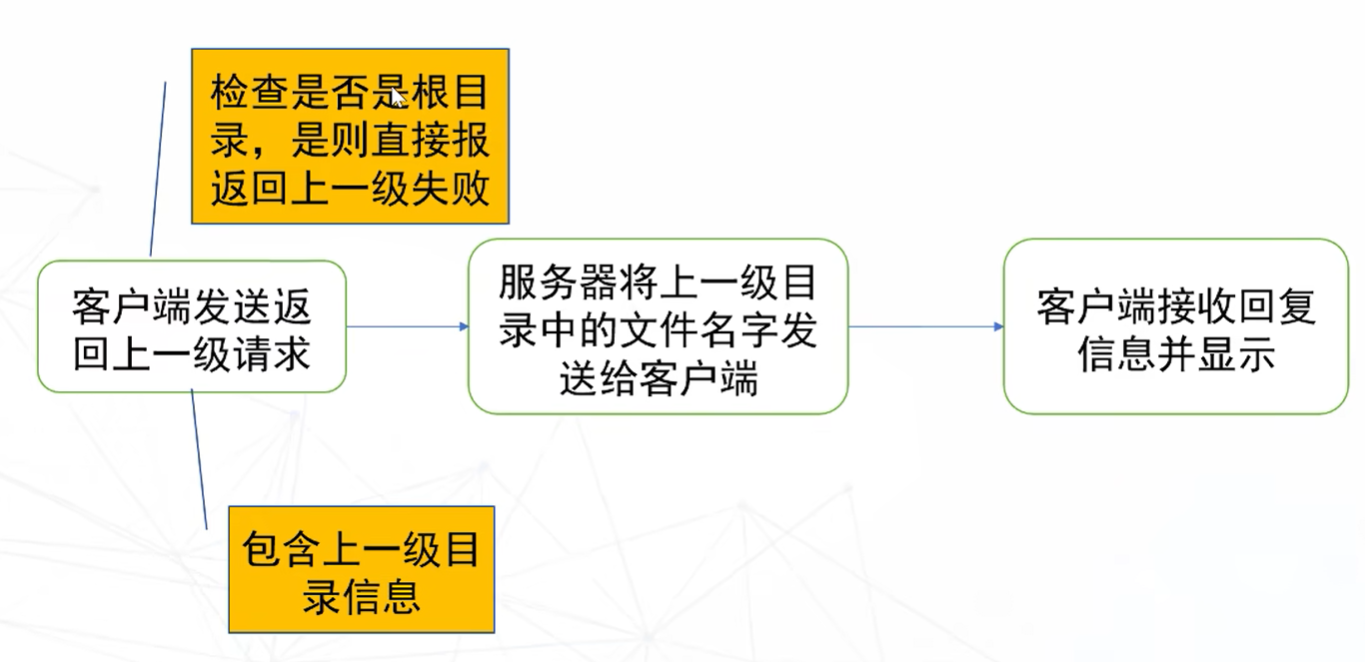 检查是否是根目
录，是则直接报
返回上一级失败
客户端发送返
回上一级请求
服务器将上一级目
录中的文件名字发
送给客户端
客户端接收回复
信息并显示
包含上一级目
录信息